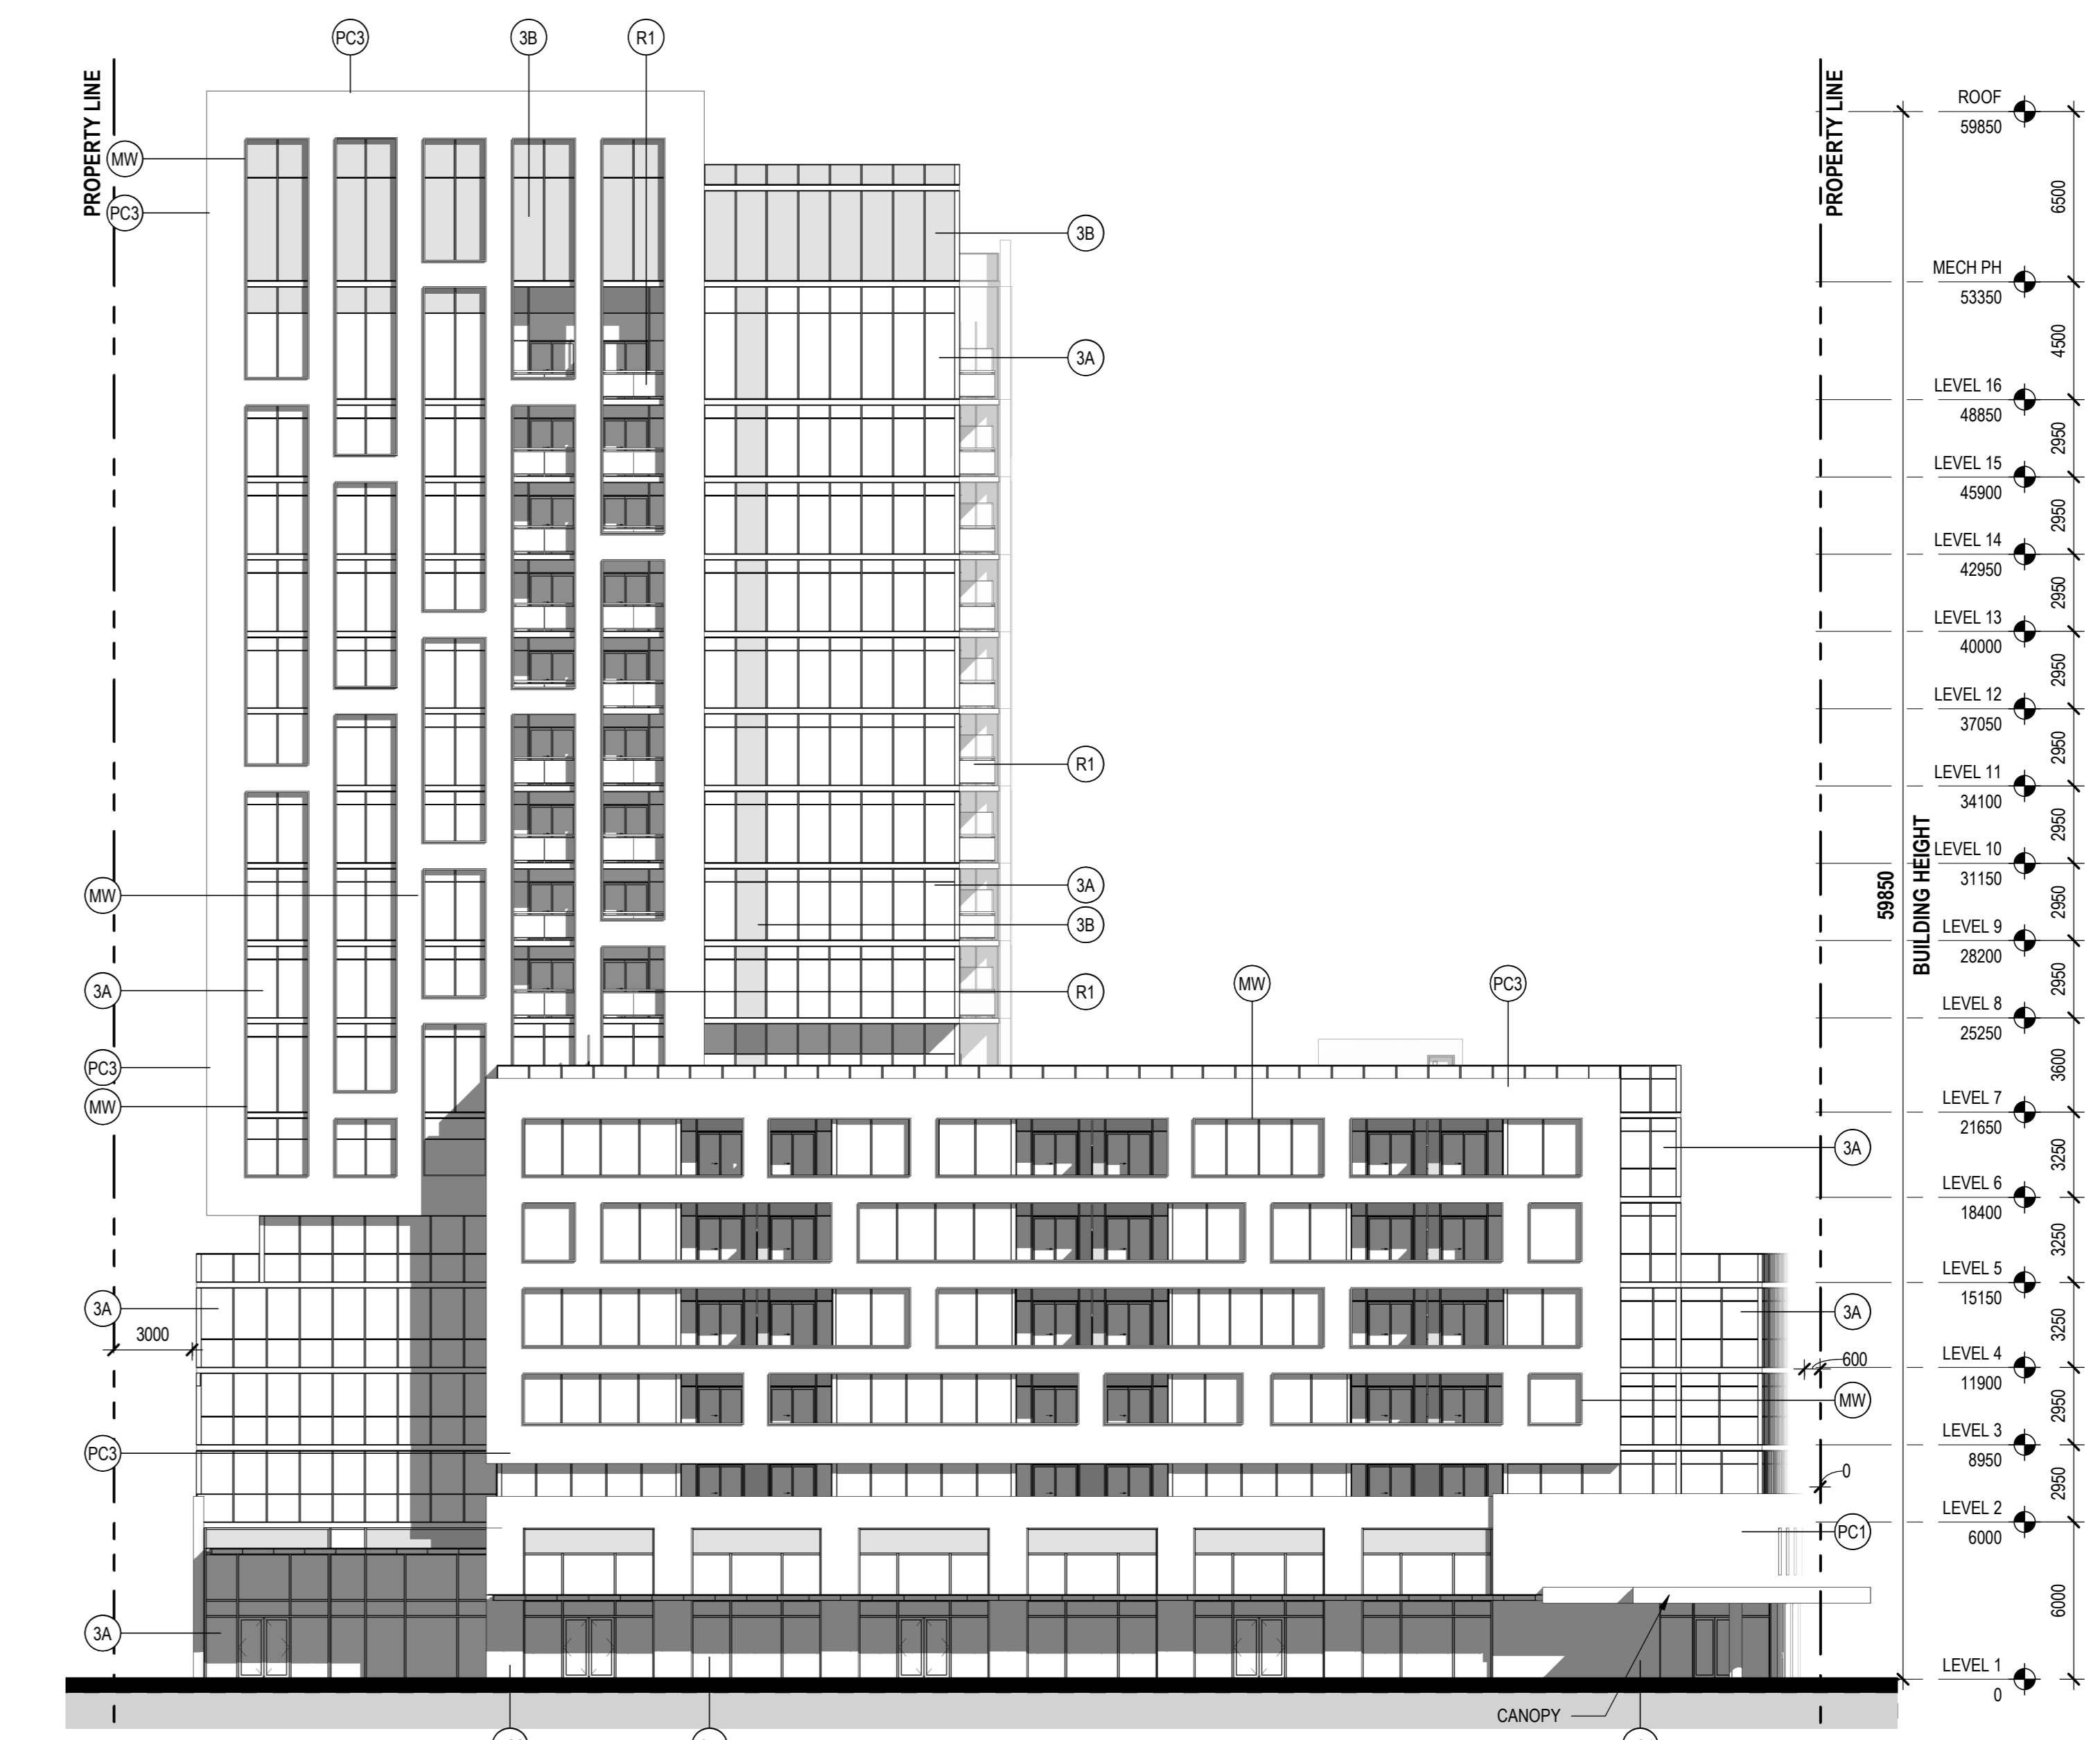 PC3
3B
R1
PROPERTY LINE
PROPERTY LINE
ROOF
59850
MW
PC3
6500
3B
MECH PH
53350
4500
3A
LEVEL 16
48850
2950
LEVEL 15
45900
2950
LEVEL 14
42950
2950
LEVEL 13
40000
2950
LEVEL 12
37050
2950
R1
LEVEL 11
34100
2950
LEVEL 10
31150
59850
BUILDING HEIGHT
MW
3A
2950
3B
LEVEL 9
28200
2950
3A
R1
MW
PC3
LEVEL 8
25250
3600
PC3
MW
LEVEL 7
21650
3A
3250
LEVEL 6
18400
3250
LEVEL 5
15150
3A
3A
3250
3000
600
LEVEL 4
11900
MW
2950
PC3
LEVEL 3
8950
0
2950
PC1
LEVEL 2
6000
6000
3A
LEVEL 1
0
CANOPY